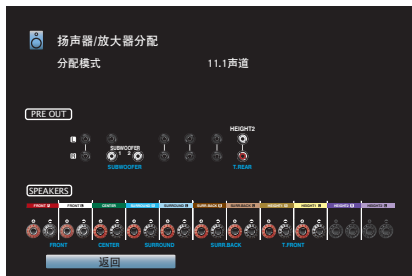 扬声器/放大器分配
分配模式 11.1声道
PRE OUT
HEIGHT2
L
SUBWOOFER
R 1 2
SUBWOOFER T.REAR
SPEAKERS
FRONT CENTER SURROUND SURR.BACK T.FRONT
返回